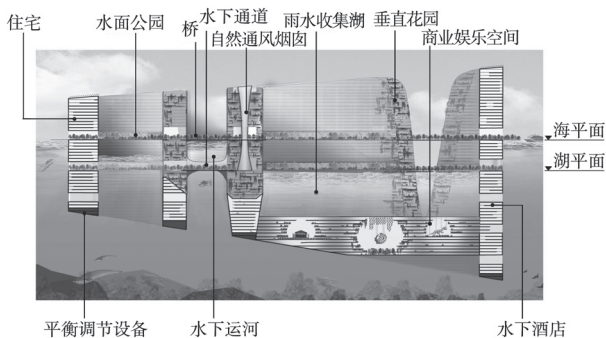 住宅
水面公园
桥
水下通道
自然通风烟囱
雨水收集湖
垂直花园
商业娱乐空间
海平面
湖平面
平衡调节设备
水下运河
水下酒店